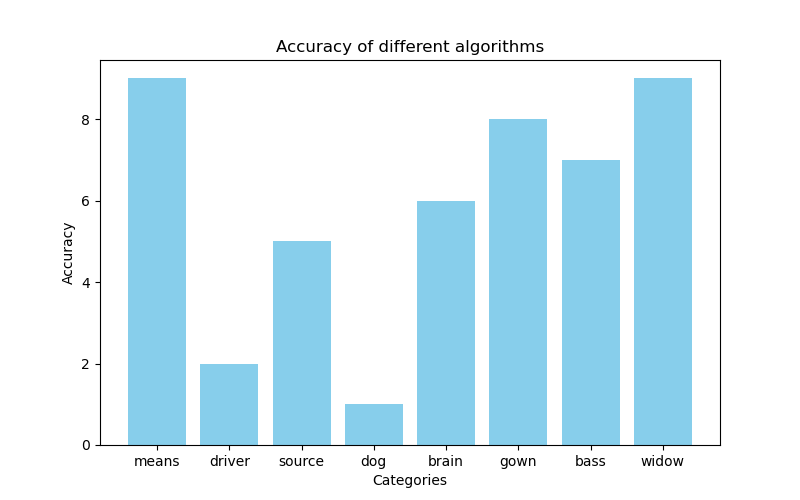 Accuracy of different algorithms
Accuracy
8
6
4
2
0
means driver source dog brain gown bass widow
Categories